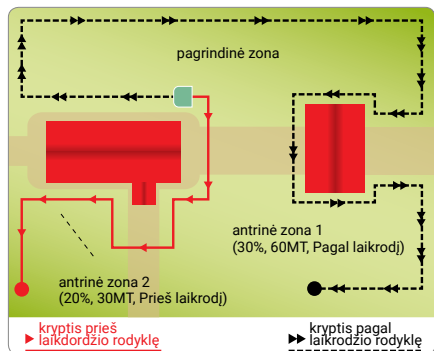 pagrindinė zona
antrinė zona 1
(30%, 60MT, Pagal laikrodį)
antrinė zona 2
(20%, 30MT, Prieš laikrodį)
kryptis prieš
laikdordžio rodyklę
kryptis pagal
laikrodžio rodyklę